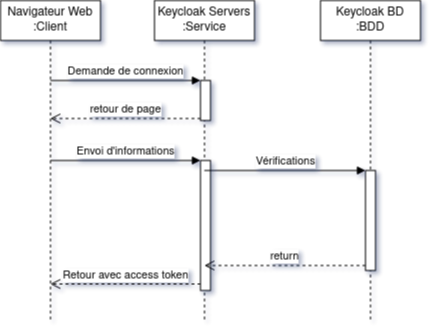 Navigateur Web
:Client
Keycloak Servers
:Service
Keycloak BD
:BDD
Demande de connexion
retour de page
Envoi d'informations
Vérifications
return
Retour avec access token